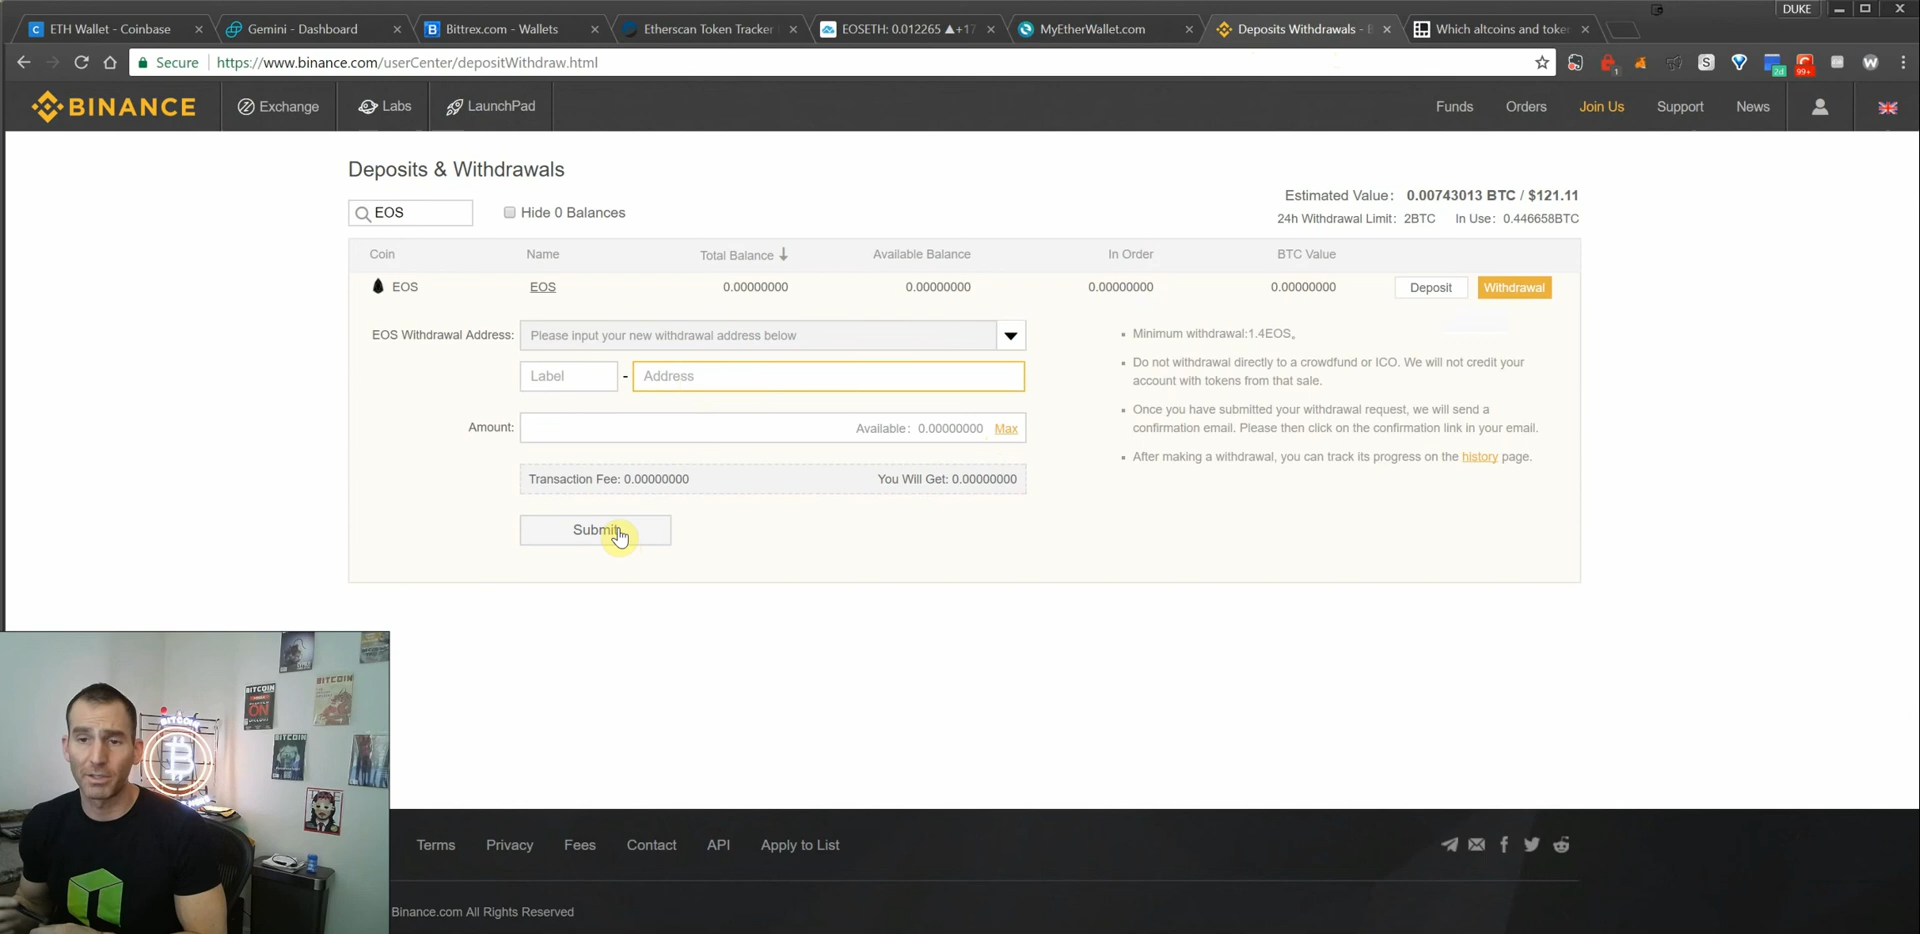 DUKE
ETH Wallet - Coinbase
Gemini - Dashboard
Bittrex.com - Wallets
Etherscan Token Tracker
EOSETH: 0.012265 ▲+17
MyEtherWallet.com
Deposits Withdrawals - B
Which altcoins and token
Secure https://www.binance.com/userCenter/depositWithdraw.html
BINANCE Exchange Labs LaunchPad Funds Orders Join Us Support News
Deposits & Withdrawals
Estimated Value: 0.00743013 BTC / $121.11
EOS Hide 0 Balances
24h Withdrawal Limit: 2BTC In Use: 0.446658BTC
Coin Name Total Balance Available Balance In Order BTC Value
EOS EOS 0.00000000 0.00000000 0.00000000 0.00000000 Deposit Withdrawal
EOS Withdrawal Address: Please input your new withdrawal address below
Label - Address
Amount: Available: 0.00000000 Max
Transaction Fee: 0.00000000 You Will Get: 0.00000000
Submit
• Minimum withdrawal:1.4EOS。
• Do not withdrawal directly to a crowdfund or ICO. We will not credit your
account with tokens from that sale.
• Once you have submitted your withdrawal request, we will send a
confirmation email. Please then click on the confirmation link in your email.
• After making a withdrawal, you can track its progress on the history page.
BITCOIN
BITCOIN
ON
BITCOIN
BITCOIN
B
Terms Privacy Fees Contact API Apply to List
Binance.com All Rights Reserved